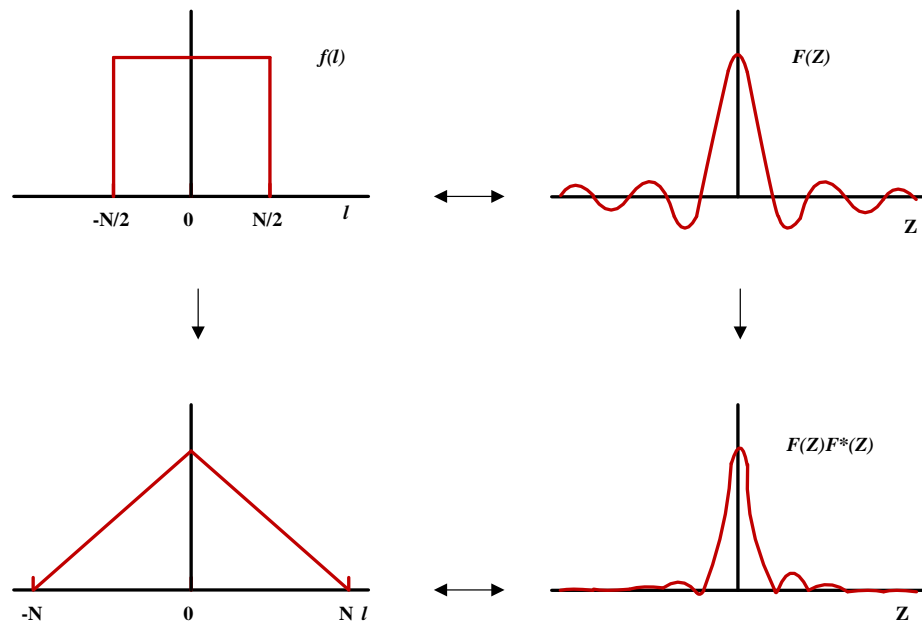 f(l)
F(Z)
-N/2 0 N/2 l
Z
F(Z)F*(Z)
-N 0 N l
Z